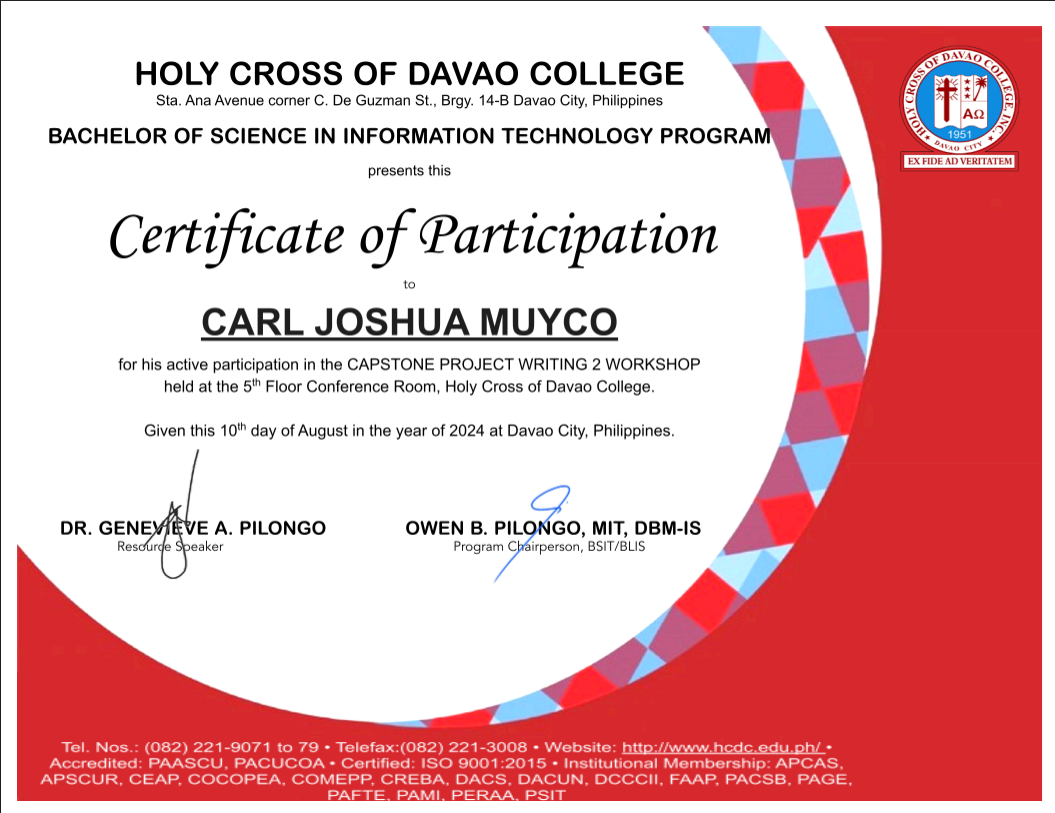 HOLY CROSS OF DAVAO COLLEGE
Sta. Ana Avenue corner C. De Guzman St., Brgy. 14-B Davao City, Philippines
BACHELOR OF SCIENCE IN INFORMATION TECHNOLOGY PROGRAM
presents this
Certificate of Participation
to
CARL JOSHUA MUYCO
for his active participation in the CAPSTONE PROJECT WRITING 2 WORKSHOP
held at the 5th Floor Conference Room, Holy Cross of Davao College.
Given this 10th day of August in the year of 2024 at Davao City, Philippines.
DR. GENEVIEVE A. PILONGO
Resource Speaker
OWEN B. PILONGO, MIT, DBM-IS
Program Chairperson, BSIT/BLIS
HOLY CROSS OF DAVAO COLLEGE, INC.
ΑΩ
1951
DAVAO CITY
EX FIDE AD VERITATEM
Tel. Nos.: (082) 221-9071 to 79 • Telefax:(082) 221-3008 • Website: http://www.hcdc.edu.ph/ •
Accredited: PAASCU, PACUCOA • Certified: ISO 9001:2015 • Institutional Membership: APCAS,
APSCUR, CEAP, COCOPEA, COMEPP, CREBA, DACS, DACUN, DCCCII, FAAP, PACSB, PAGE,
PAFTE, PAMI, PERAA, PSIT